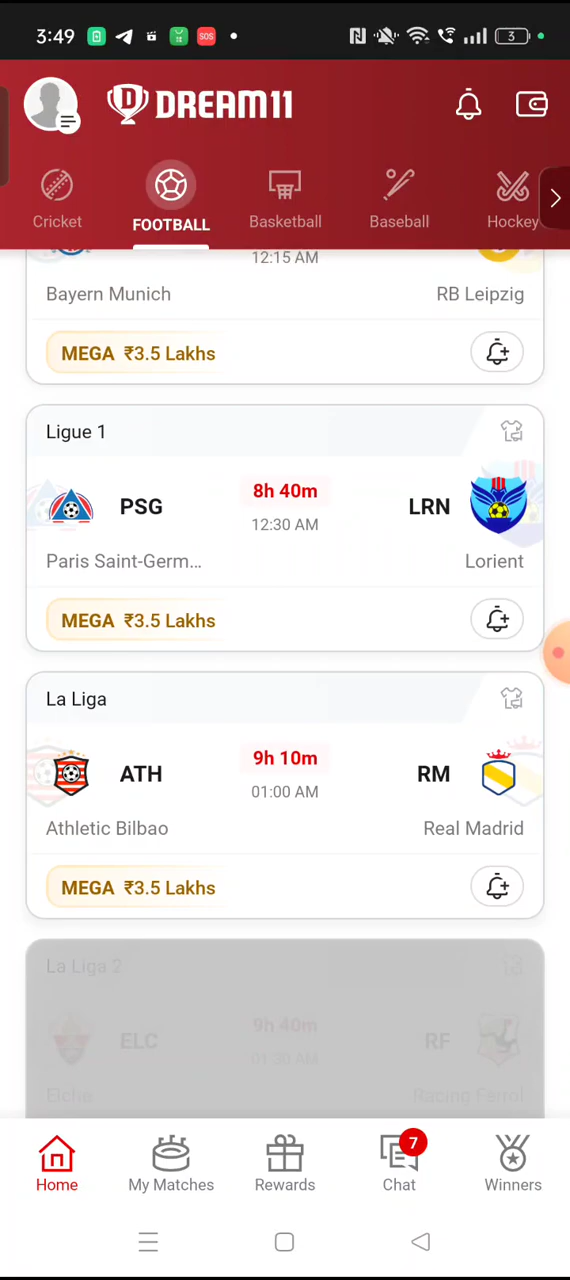 3:49
SOS
3
DREAM11
Cricket
FOOTBALL
Basketball
Baseball
Hockey
12:15 AM
Bayern Munich
RB Leipzig
MEGA ₹3.5 Lakhs
Ligue 1
PSG
8h 40m
LRN
12:30 AM
Paris Saint-Germ...
Lorient
MEGA ₹3.5 Lakhs
La Liga
ATH
9h 10m
RM
01:00 AM
Athletic Bilbao
Real Madrid
MEGA ₹3.5 Lakhs
La Liga 2
ELC
9h 40m
RF
01:30 AM
Elche
Racing Ferrol
Home
My Matches
Rewards
7
Chat
Winners